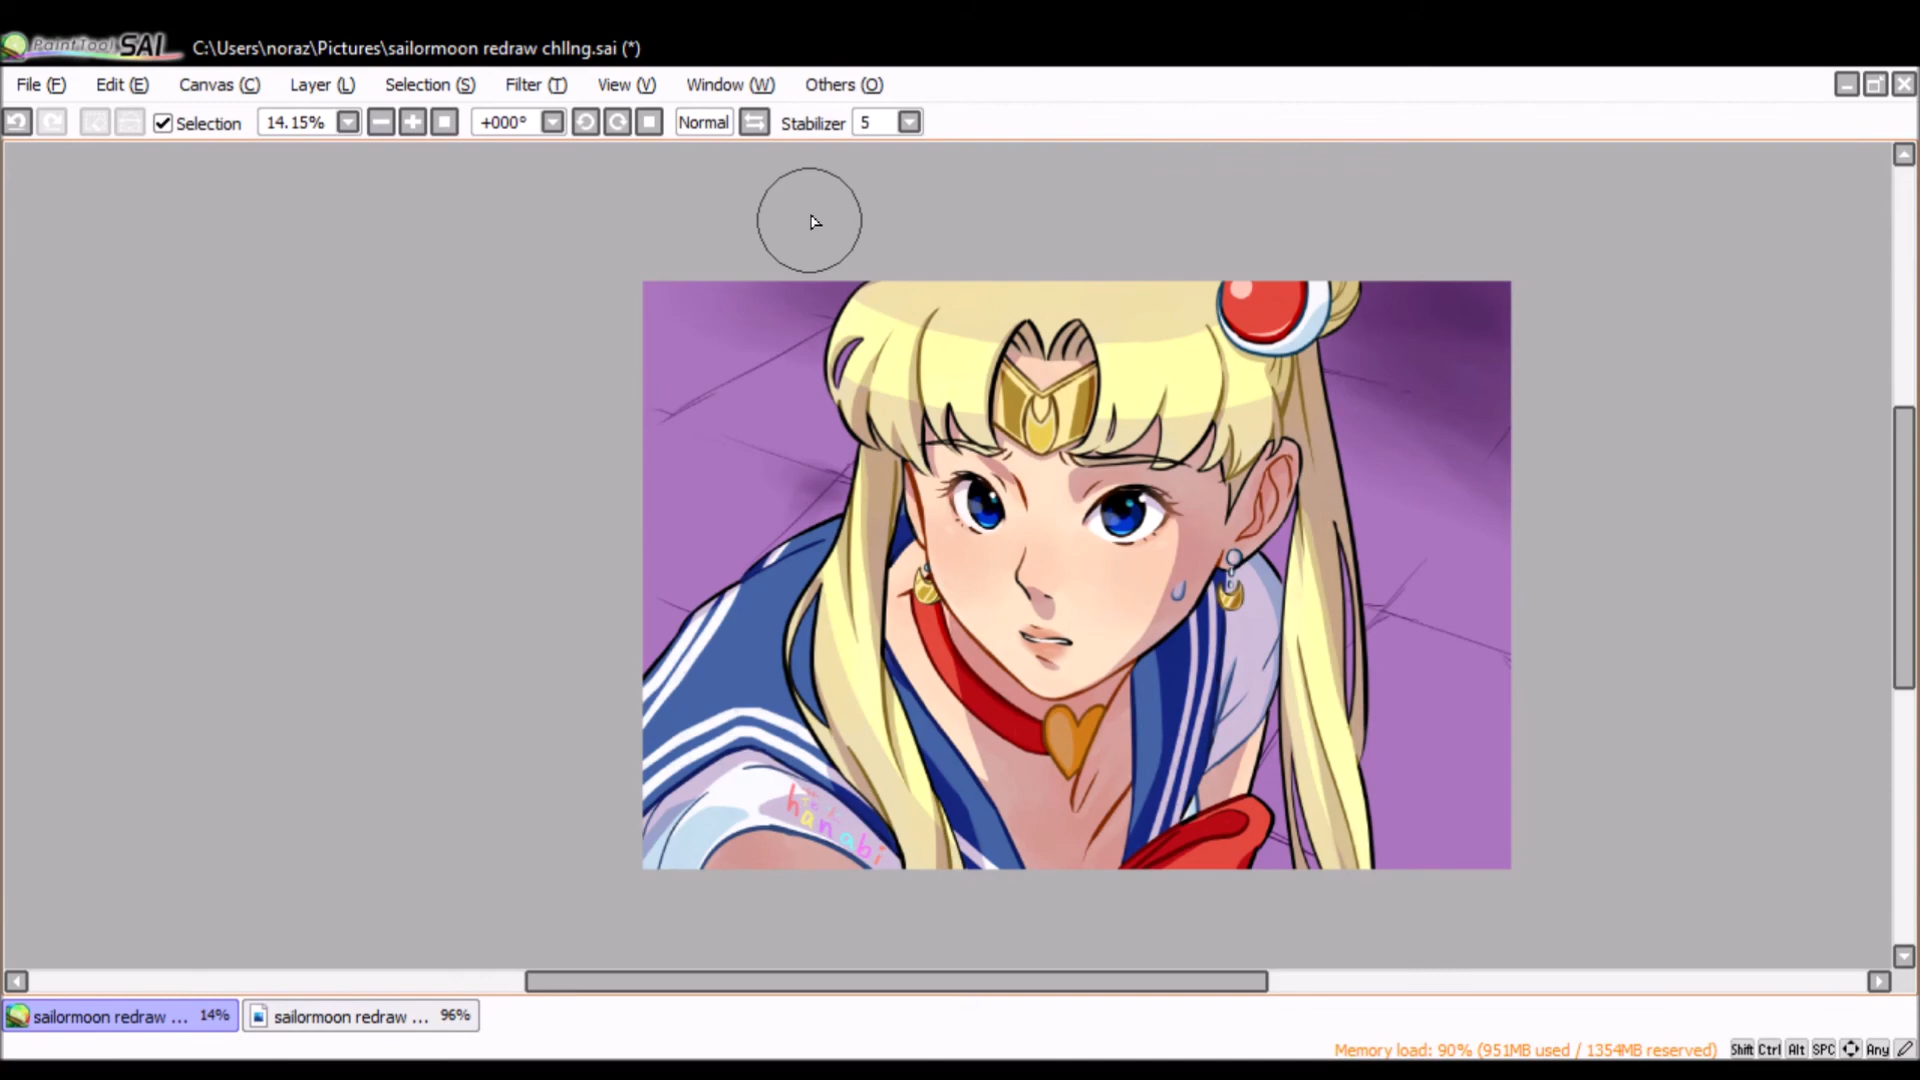 PaintTool SAI C:\Users\noraz\Pictures\sailormoon redraw chllng.sai (*)
File (F) Edit (E) Canvas (C) Layer (L) Selection (S) Filter (T) View (V) Window (W) Others (O)
Selection 14.15% +000° Normal Stabilizer 5
hanabi
sailormoon redraw ... 14% sailormoon redraw ... 96%
Memory load: 90% (951MB used / 1354MB reserved) Shift Ctrl Alt SPC Any